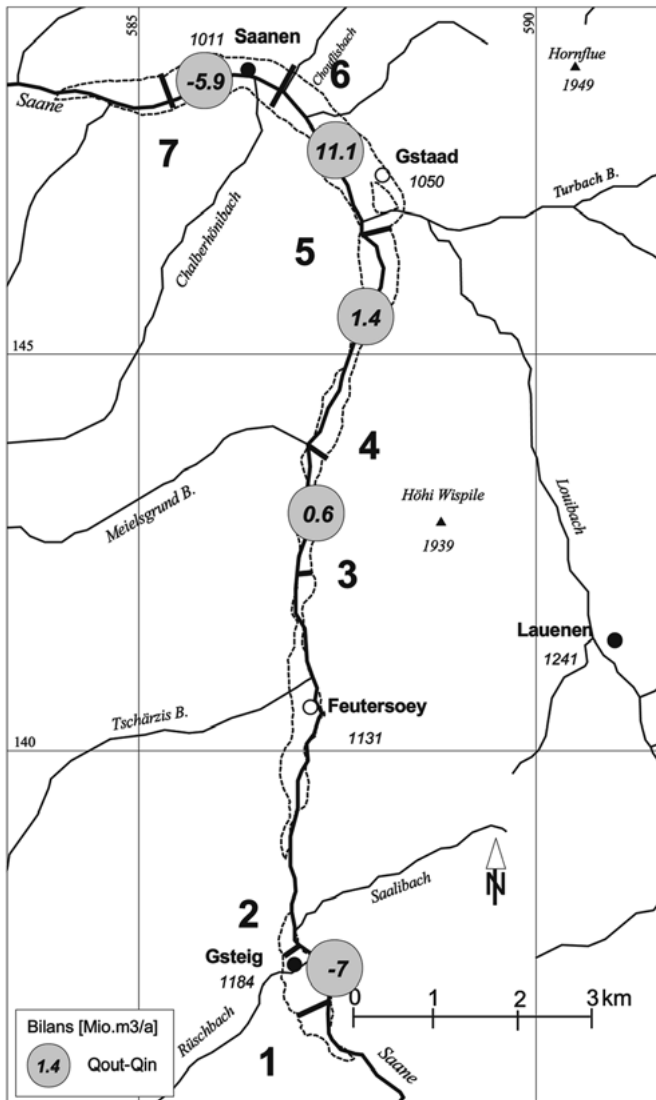 585
590
1011
Saanen
Chouflisbach
6
Hornflue
1949
-5.9
Saane
7
11.1
Gstaad
1050
Turbach B.
Chalberhönibach
5
1.4
145
4
Meielsgrund B.
Höhi Wispile
1939
0.6
3
Louibach
Lauenen
1241
Tschärzis B.
Feutersoey
1131
140
N
Saalibach
2
Gsteig
1184
-7
0 1 2 3 km
Rüschbach
1
Saane
Bilans [Mio.m3/a]
1.4 Qout-Qin